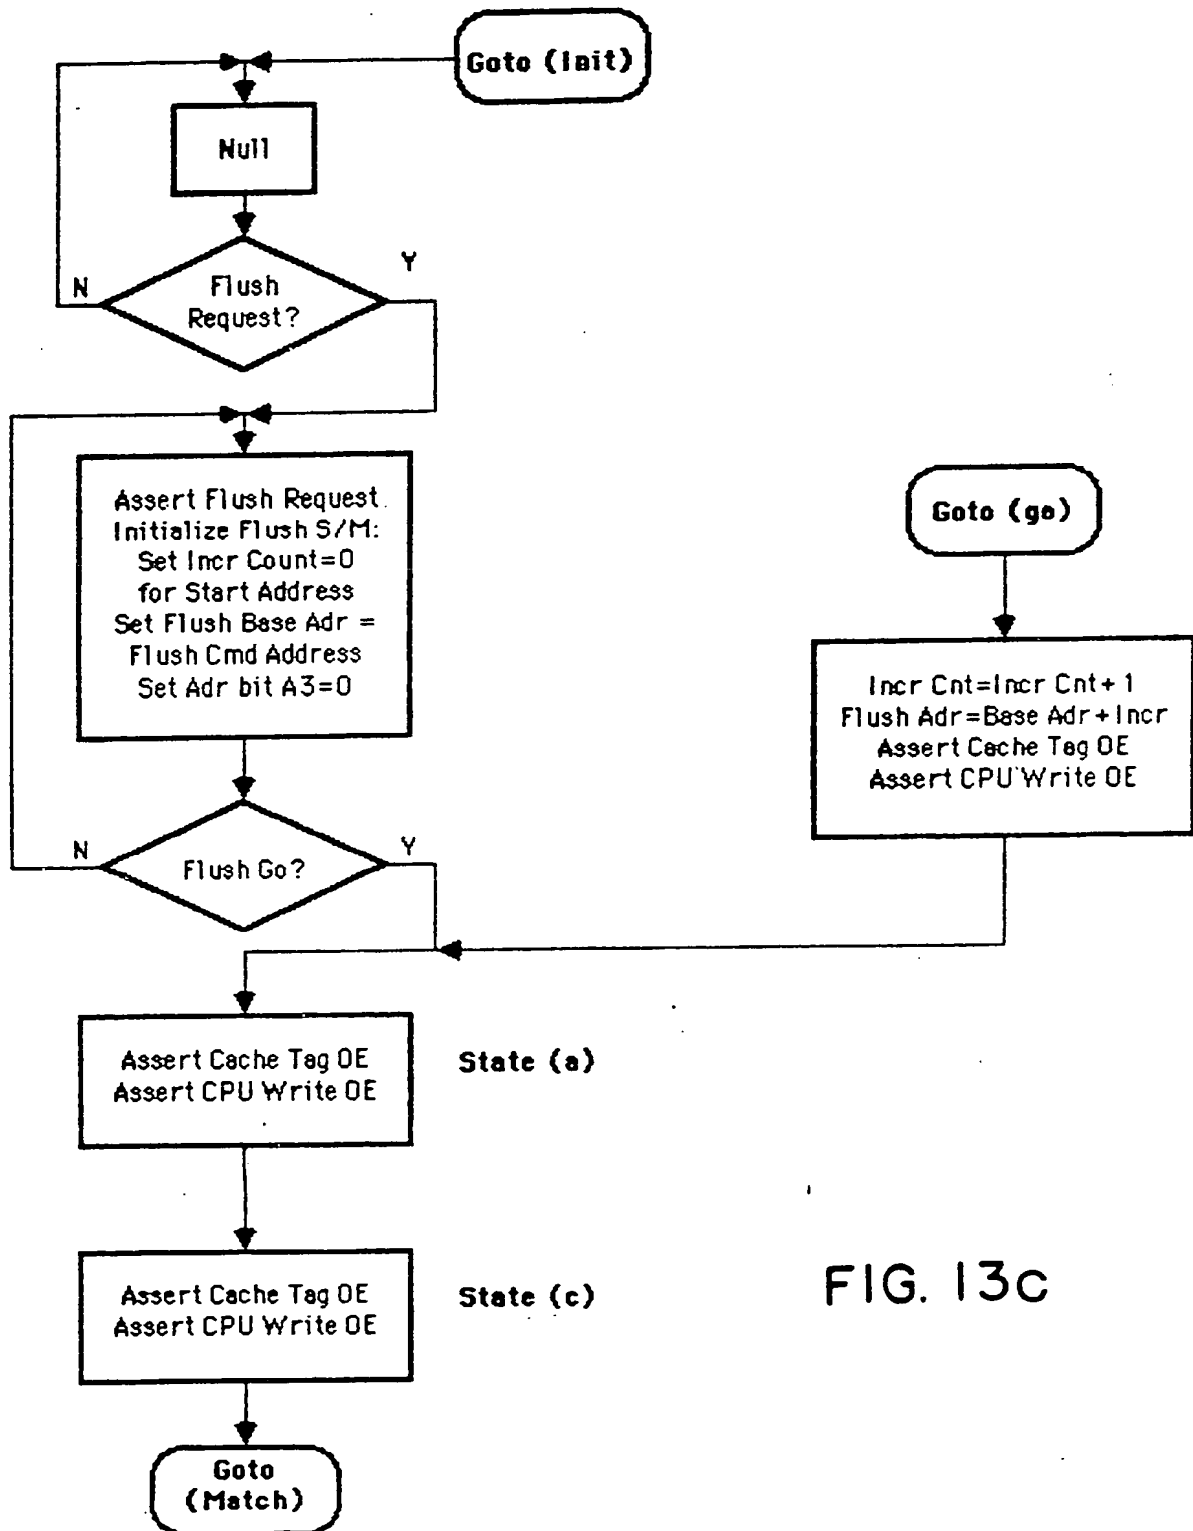 Goto (Init)
Null
N
Y
Flush
Request?
Assert Flush Request
Initialize Flush S/M:
Set Incr Count=0
for Start Address
Set Flush Base Adr =
Flush Cmd Address
Set Adr bit A3=0
Goto (go)
Incr Cnt=Incr Cnt+1
Flush Adr=Base Adr+Incr
Assert Cache Tag OE
Assert CPU Write OE
N
Y
Flush Go?
Assert Cache Tag OE
Assert CPU Write OE
State (a)
Assert Cache Tag OE
Assert CPU Write OE
State (c)
FIG. 13c
Goto
(Match)